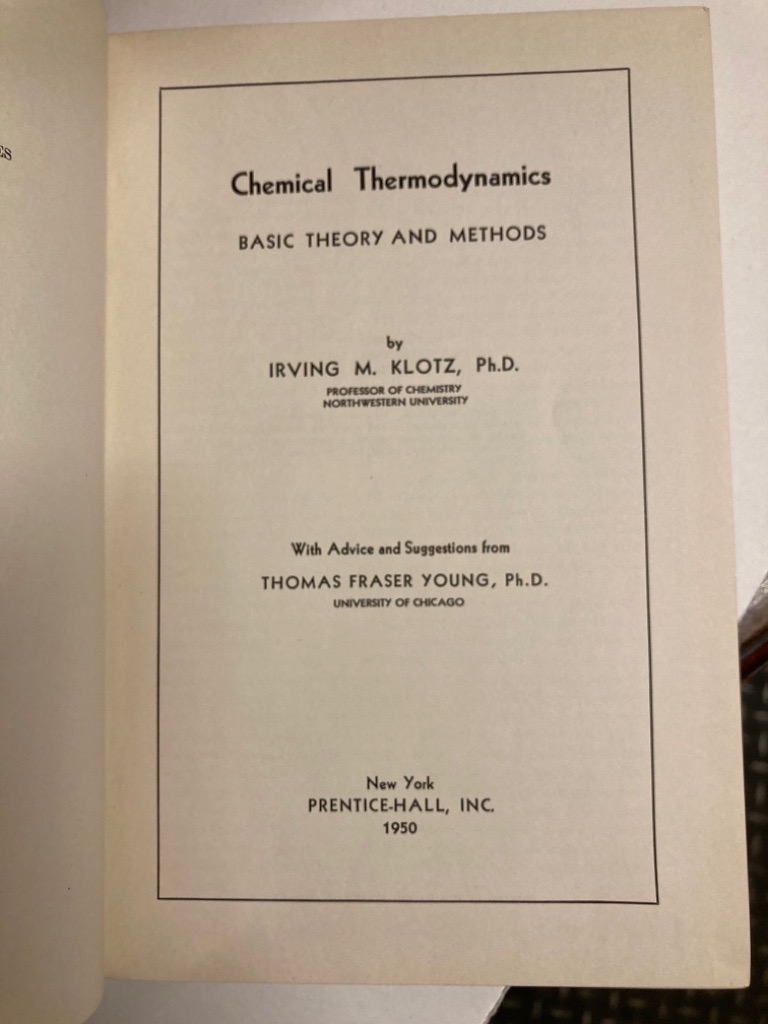 Chemical Thermodynamics
BASIC THEORY AND METHODS
by
IRVING M. KLOTZ, Ph.D.
PROFESSOR OF CHEMISTRY
NORTHWESTERN UNIVERSITY
With Advice and Suggestions from
THOMAS FRASER YOUNG, Ph.D.
UNIVERSITY OF CHICAGO
New York
PRENTICE-HALL, INC.
1950